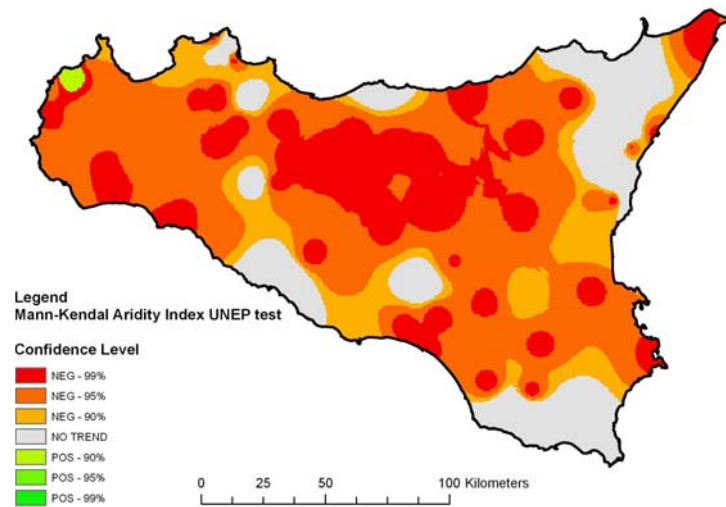 Legend
Mann-Kendal Aridity Index UNEP test
Confidence Level
NEG - 99%
NEG - 95%
NEG - 90%
NO TREND
POS - 90%
POS - 95%
POS - 99%
0 25 50 100 Kilometers